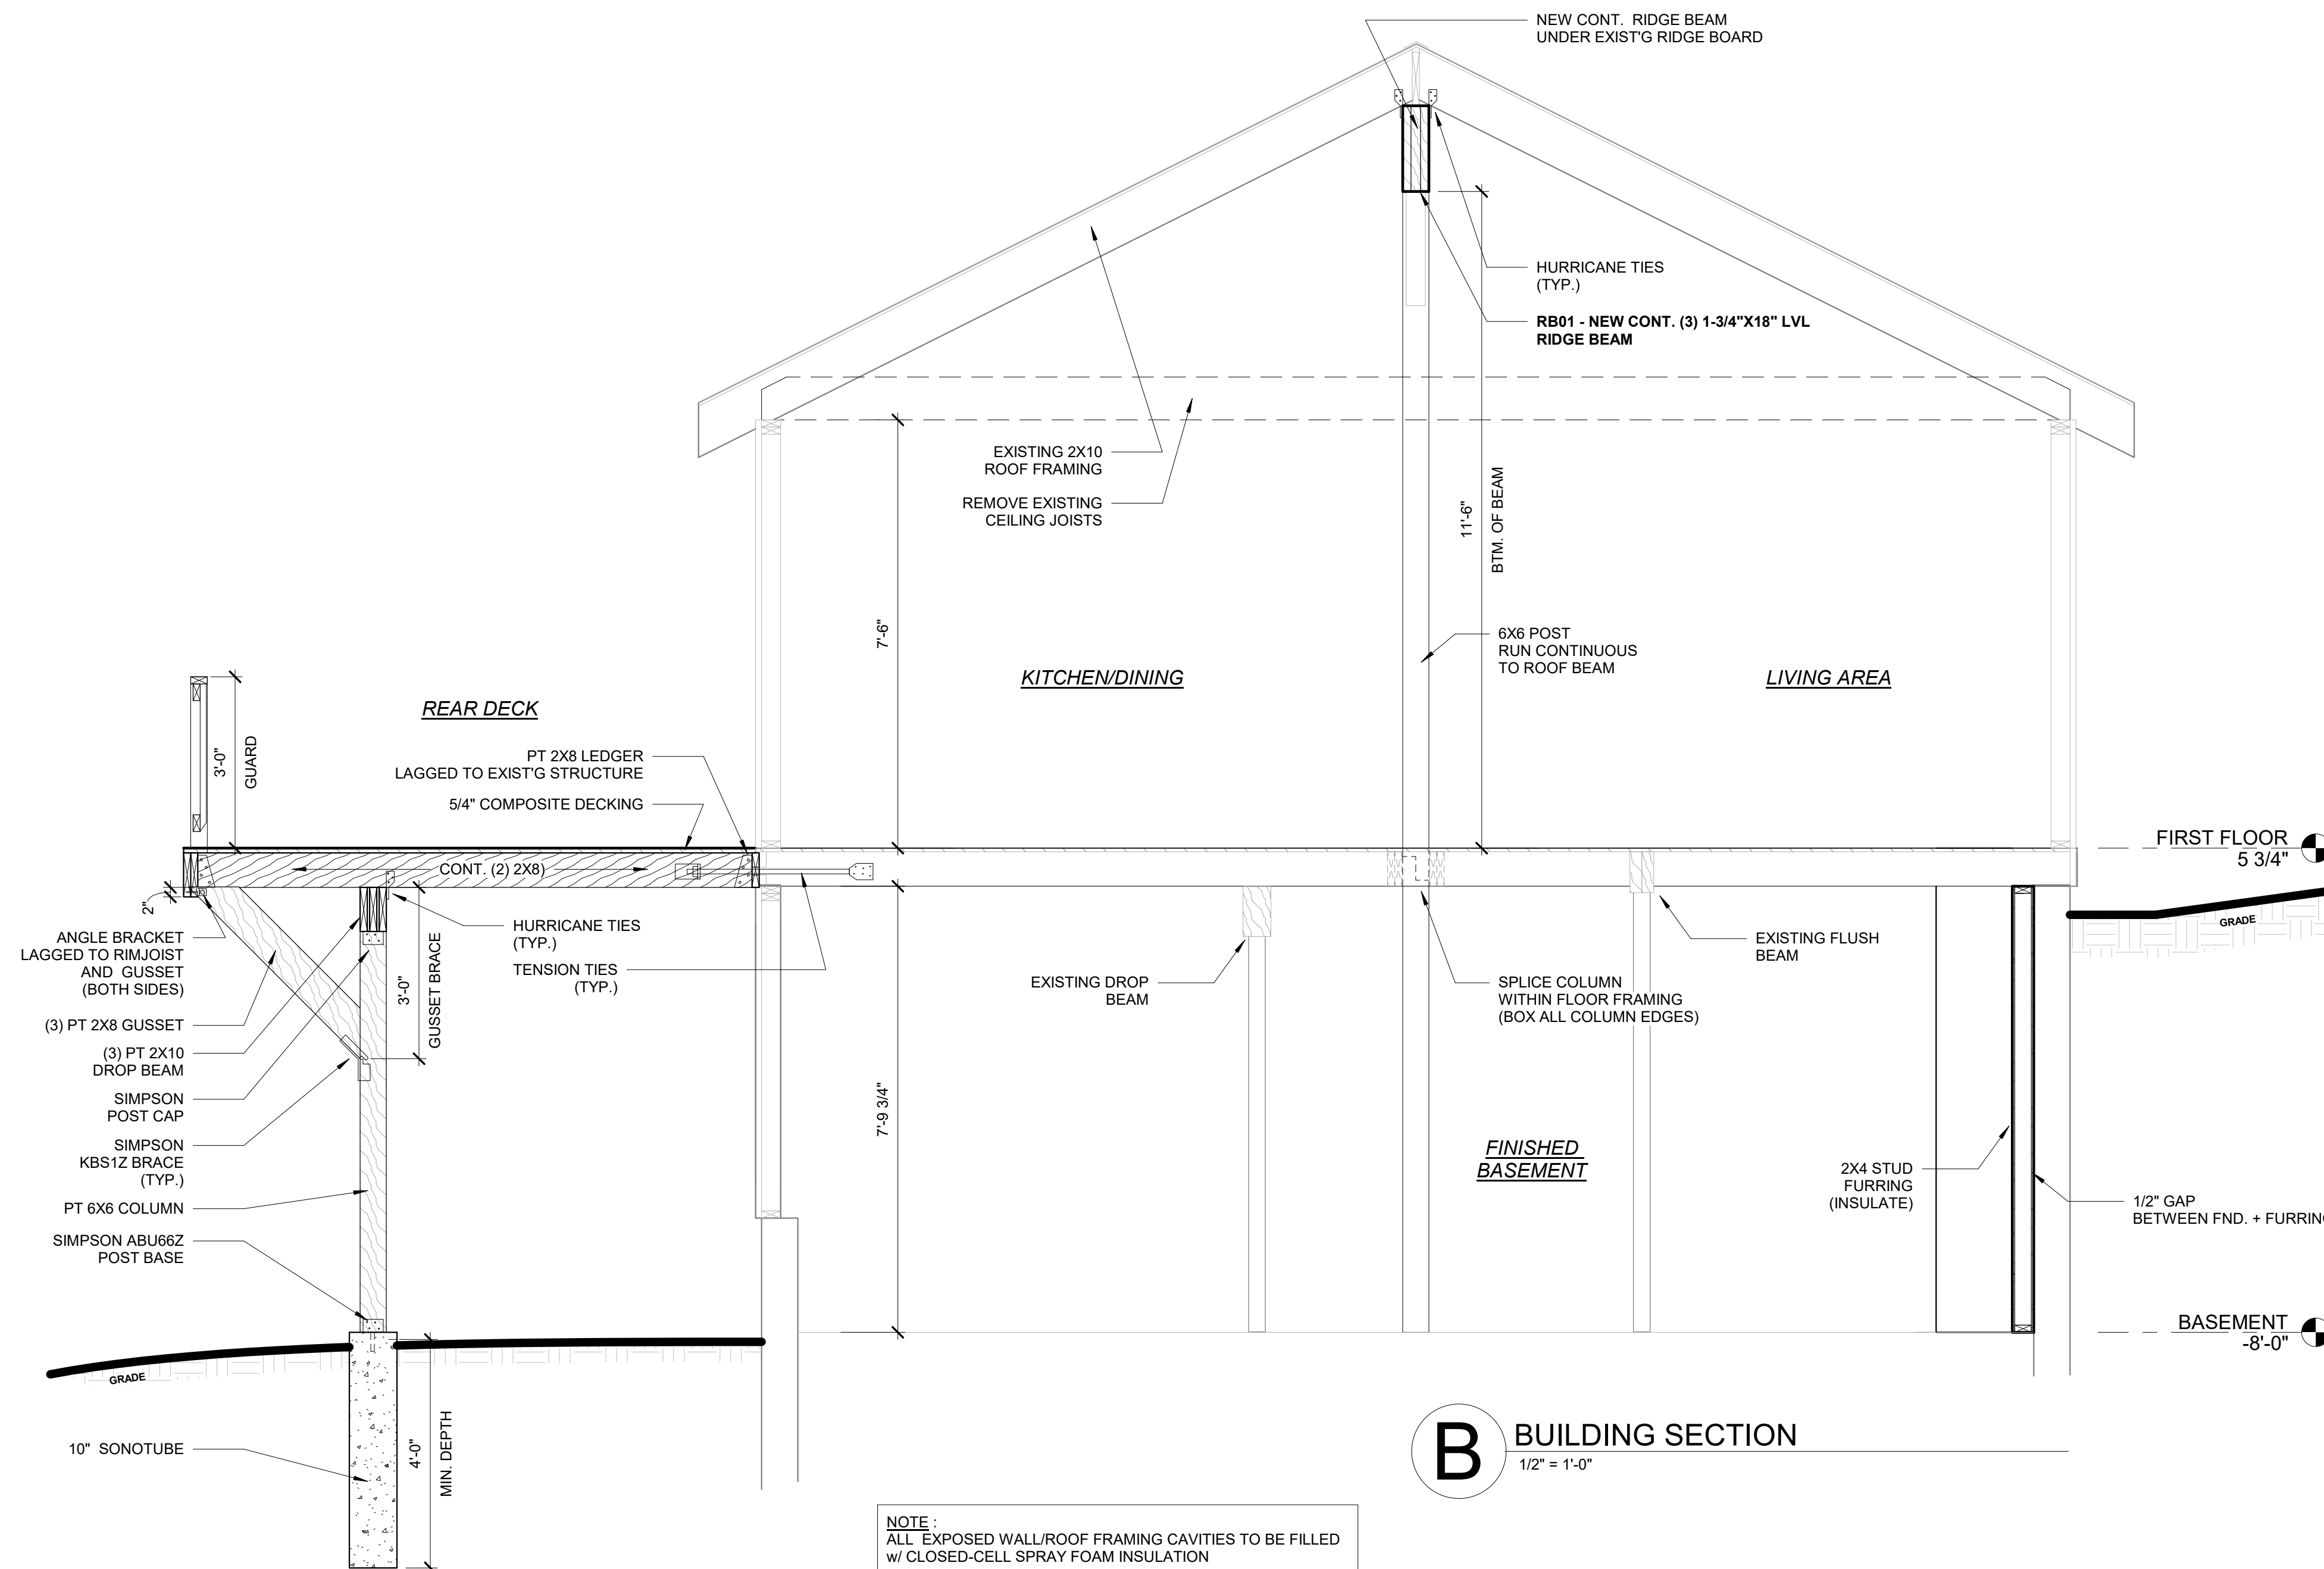 NEW CONT. RIDGE BEAM
UNDER EXIST'G RIDGE BOARD
HURRICANE TIES
(TYP.)
RB01 - NEW CONT. (3) 1-3/4"X18" LVL
RIDGE BEAM
EXISTING 2X10
ROOF FRAMING
REMOVE EXISTING
CEILING JOISTS
11'-6"
BTM. OF BEAM
7'-6"
6X6 POST
RUN CONTINUOUS
TO ROOF BEAM
KITCHEN/DINING
LIVING AREA
REAR DECK
3'-0"
GUARD
PT 2X8 LEDGER
LAGGED TO EXIST'G STRUCTURE
5/4" COMPOSITE DECKING
CONT. (2) 2X8)
FIRST FLOOR
5 3/4"
GRADE
2"
ANGLE BRACKET
LAGGED TO RIMJOIST
AND GUSSET
(BOTH SIDES)
(3) PT 2X8 GUSSET
(3) PT 2X10
DROP BEAM
SIMPSON
POST CAP
SIMPSON
KBS1Z BRACE
(TYP.)
PT 6X6 COLUMN
SIMPSON ABU66Z
POST BASE
HURRICANE TIES
(TYP.)
TENSION TIES
(TYP.)
3'-0"
GUSSET BRACE
EXISTING DROP
BEAM
SPLICE COLUMN
WITHIN FLOOR FRAMING
(BOX ALL COLUMN EDGES)
EXISTING FLUSH
BEAM
7'-9 3/4"
FINISHED
BASEMENT
2X4 STUD
FURRING
(INSULATE)
1/2" GAP
BETWEEN FND. + FURRIN
BASEMENT
-8'-0"
GRADE
10" SONOTUBE
4'-0"
MIN. DEPTH
B
BUILDING SECTION
1/2" = 1'-0"
NOTE :
ALL EXPOSED WALL/ROOF FRAMING CAVITIES TO BE FILLED
w/ CLOSED-CELL SPRAY FOAM INSULATION